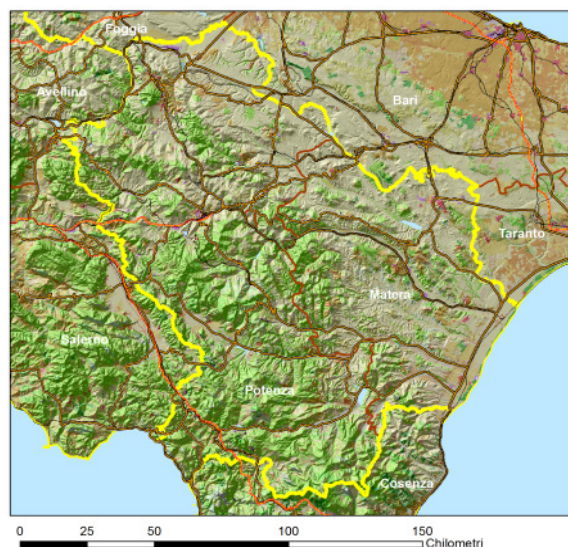 Foggia
Avellino
Bari
Taranto
Matera
Salerno
Potenza
Cosenza
0 25 50 100 150
Chilometri